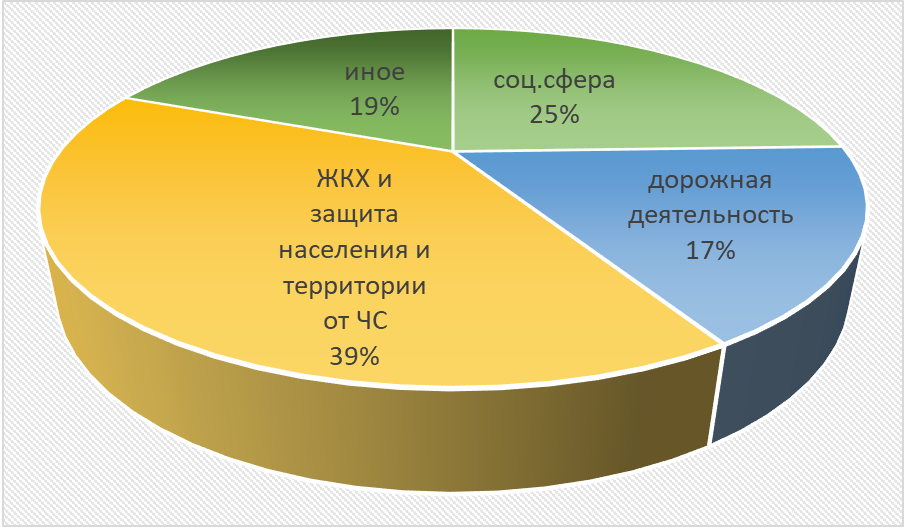 иное
19%
соц.сфера
25%
ЖКХ и
защита
населения и
территории
от ЧС
39%
дорожная
деятельность
17%